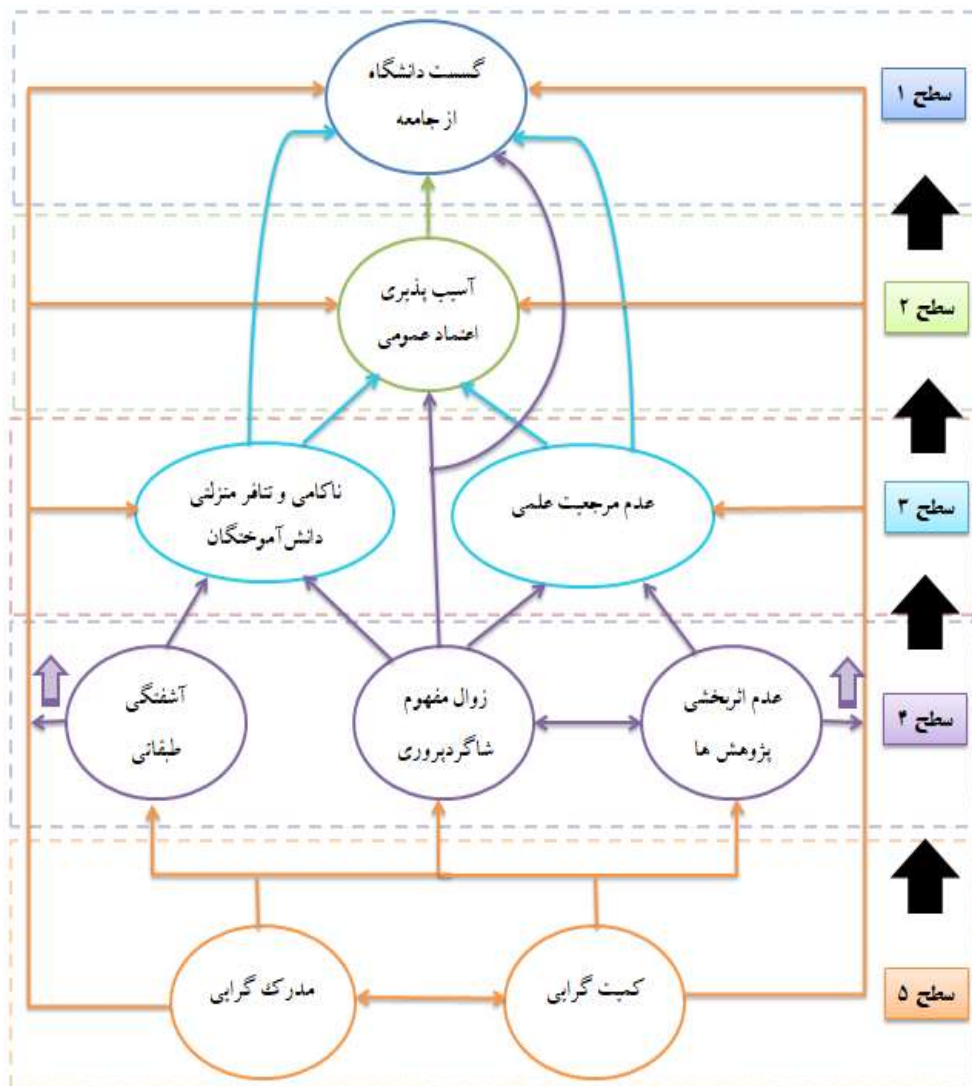 گسست دانشگاه
از جامعه
سطح ۱
آسیب پذیری
اعتماد عمومی
سطح ۲
عدم مرجعیت علمی
ناکامی و تنافر منزلتی
دانش‌آموختگان
سطح ۳
عدم اثربخشی
پژوهش ها
زوال مفهوم
شاگردپروری
آشفتگی
طبقاتی
سطح ۴
کمیت گرایی
مدرک گرایی
سطح ۵